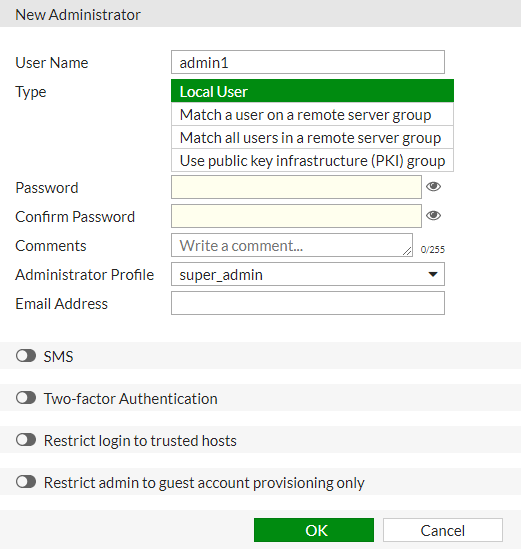 New Administrator
User Name admin1
Type Local User
Match a user on a remote server group
Match all users in a remote server group
Use public key infrastructure (PKI) group
Password
Confirm Password
Comments Write a comment... 0/255
Administrator Profile super_admin
Email Address
SMS
Two-factor Authentication
Restrict login to trusted hosts
Restrict admin to guest account provisioning only
OK Cancel